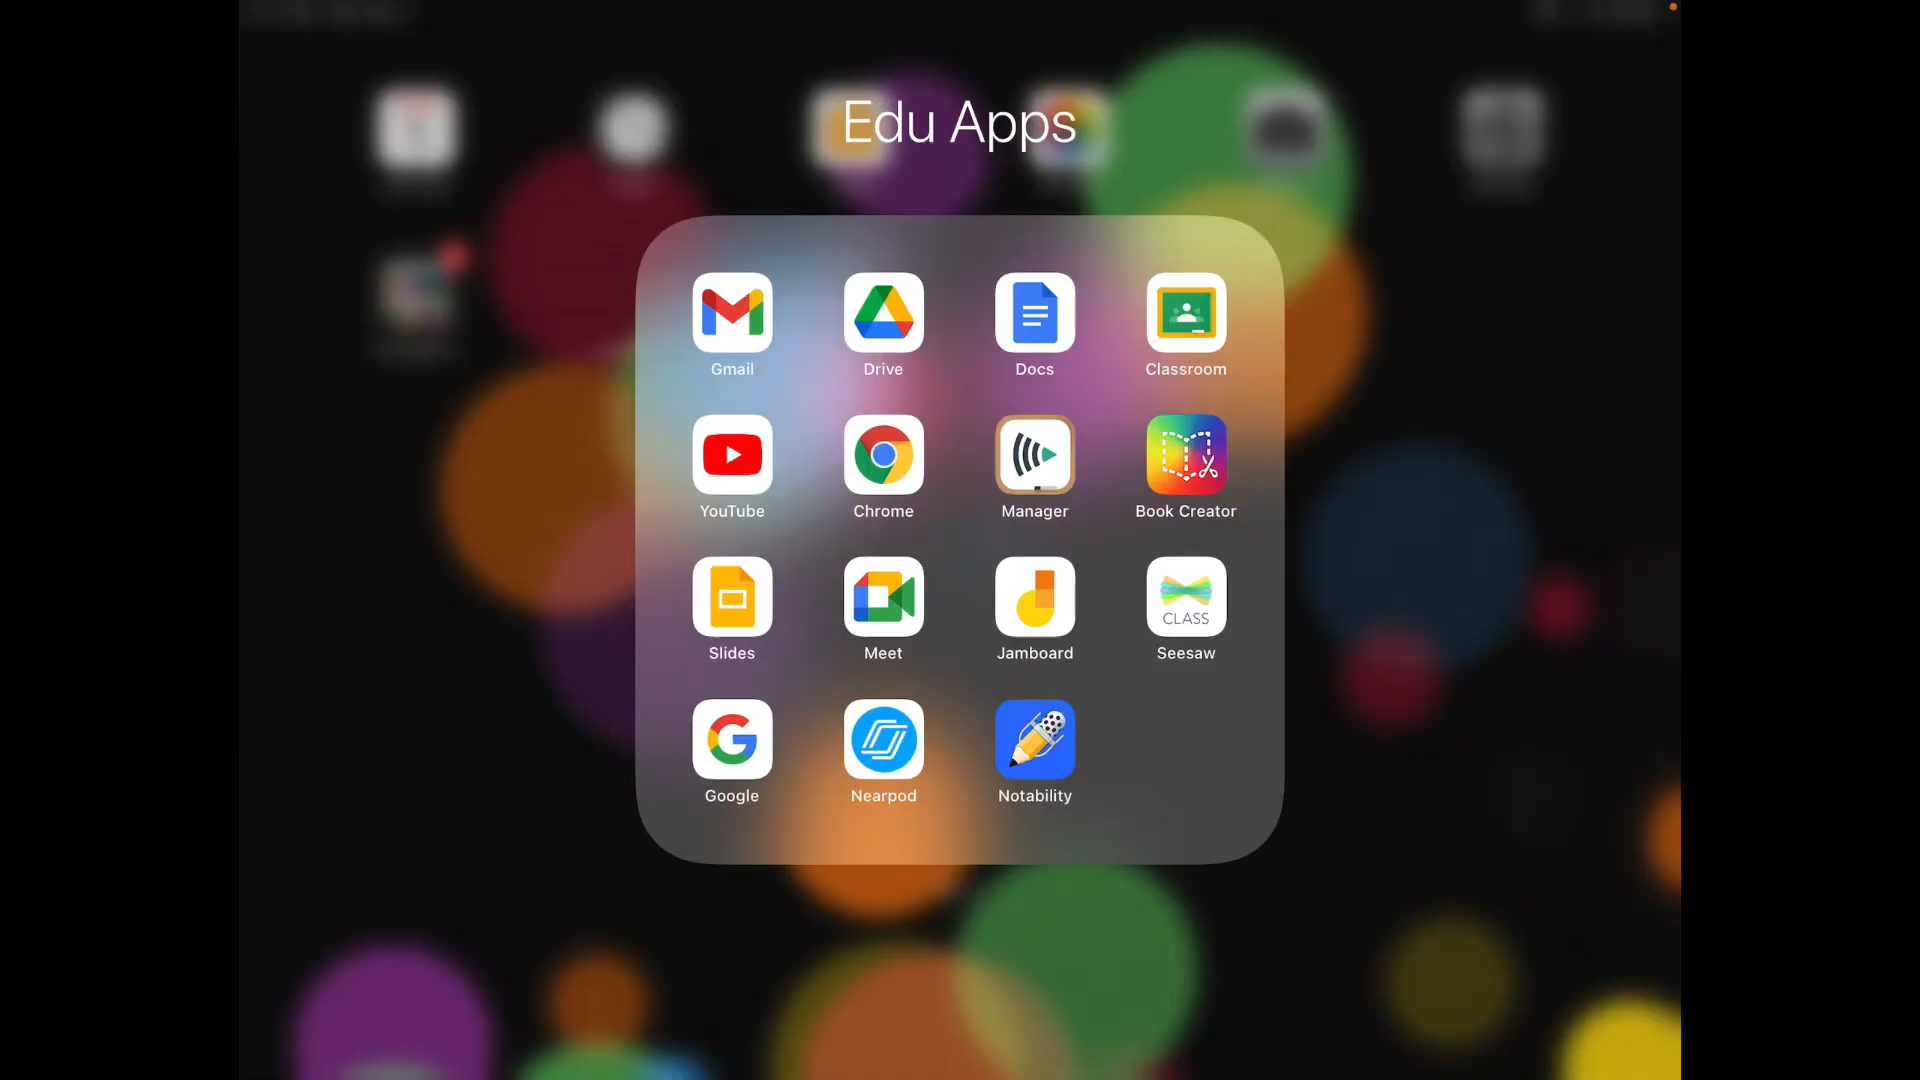 Edu Apps
Gmail Drive Docs Classroom
YouTube Chrome Manager Book Creator
CLASS
Slides Meet Jamboard Seesaw
Google Nearpod Notability